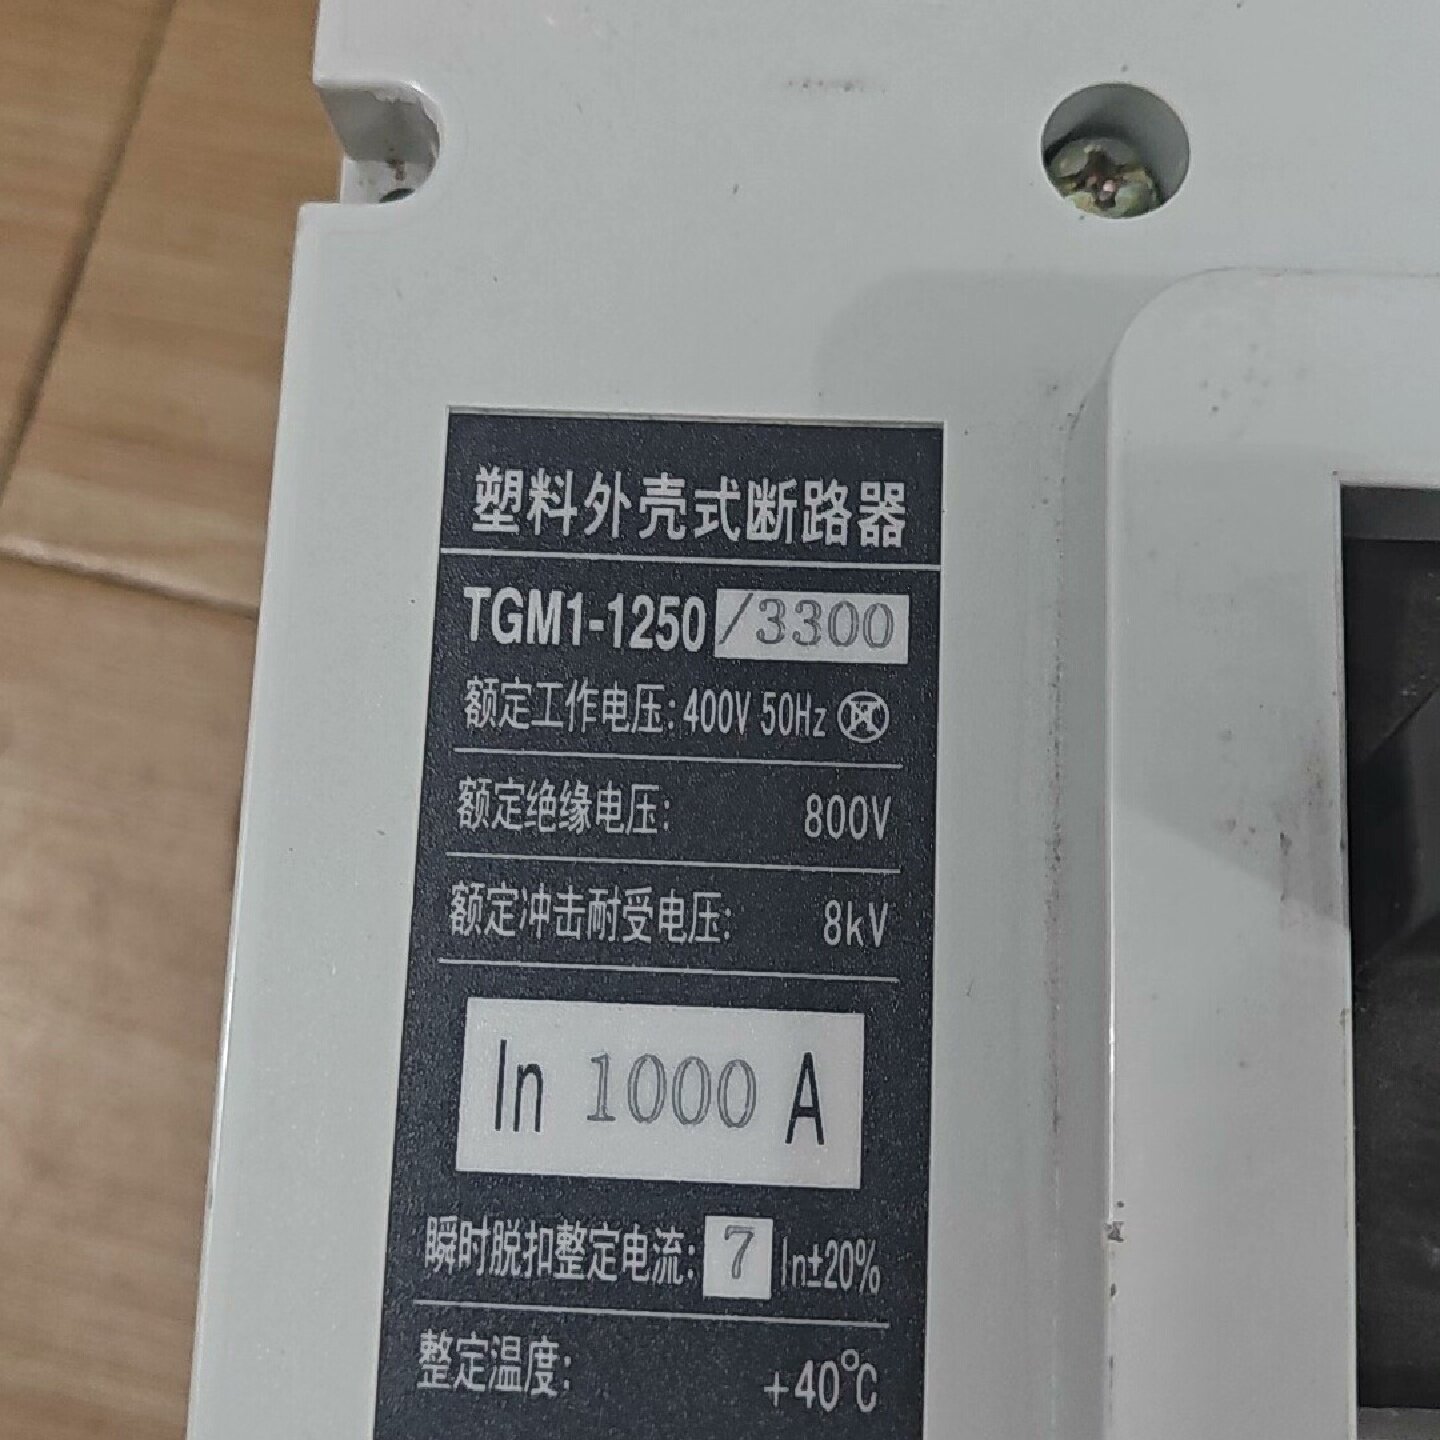 塑料外壳式断路器
TGM1-1250 /3300
额定工作电压:400V 50Hz
额定绝缘电压: 800V
额定冲击耐受电压: 8kV
In 1000 A
瞬时脱扣整定电流: 7 In±20%
整定温度: +40℃